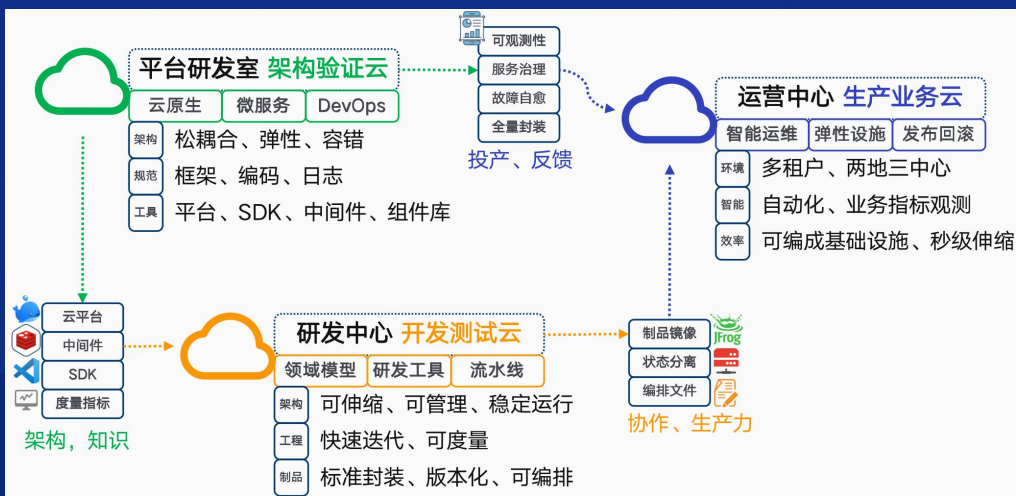 平台研发室 架构验证云
云原生 微服务 DevOps
架构 松耦合、弹性、容错
规范 框架、编码、日志
工具 平台、SDK、中间件、组件库
可观测性
服务治理
故障自愈
全量封装
投产、反馈
运营中心 生产业务云
智能运维 弹性设施 发布回滚
环境 多租户、两地三中心
智能 自动化、业务指标观测
效率 可编成基础设施、秒级伸缩
云平台
中间件
SDK
度量指标
架构，知识
研发中心 开发测试云
领域模型 研发工具 流水线
架构 可伸缩、可管理、稳定运行
工程 快速迭代、可度量
制品 标准封装、版本化、可编排
制品镜像
JFrog
状态分离
编排文件
协作、生产力